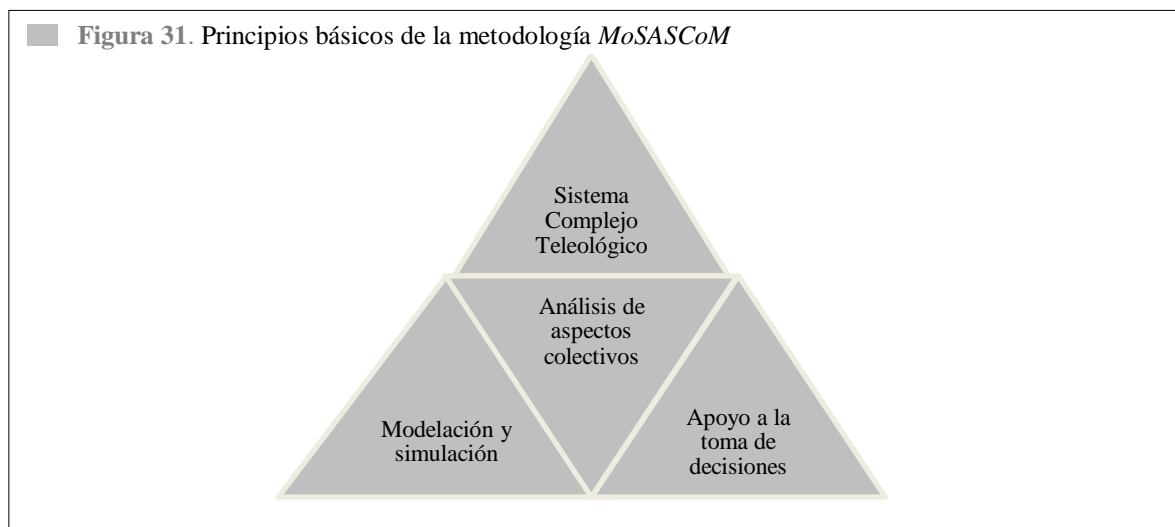 Figura 31. Principios básicos de la metodología MoSASCoM
Sistema
Complejo
Teleológico
Análisis de
aspectos
colectivos
Modelación y
simulación
Apoyo a la
toma de
decisiones